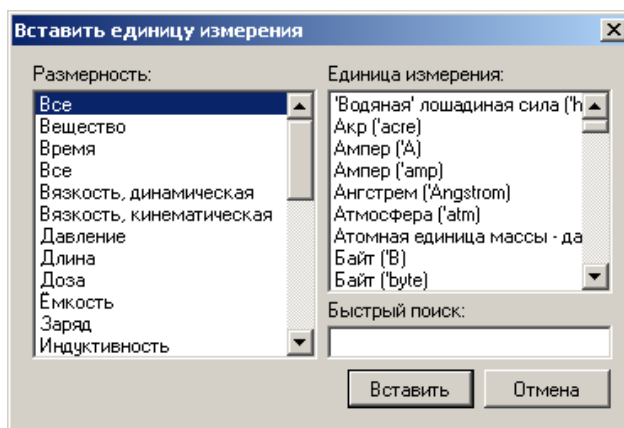 Вставить единицу измерения
Размерность:
Все
Вещество
Время
Все
Вязкость, динамическая
Вязкость, кинематическая
Давление
Длина
Доза
Ёмкость
Заряд
Индуктивность
Единица измерения:
'Водяная' лошадиная сила ('h
Акр ('acre)
Ампер ('A)
Ампер ('amp)
Ангстрем ('Angstrom)
Атмосфера ('atm)
Атомная единица массы - да
Байт ('B)
Байт ('byte)
Быстрый поиск:
Вставить
Отмена